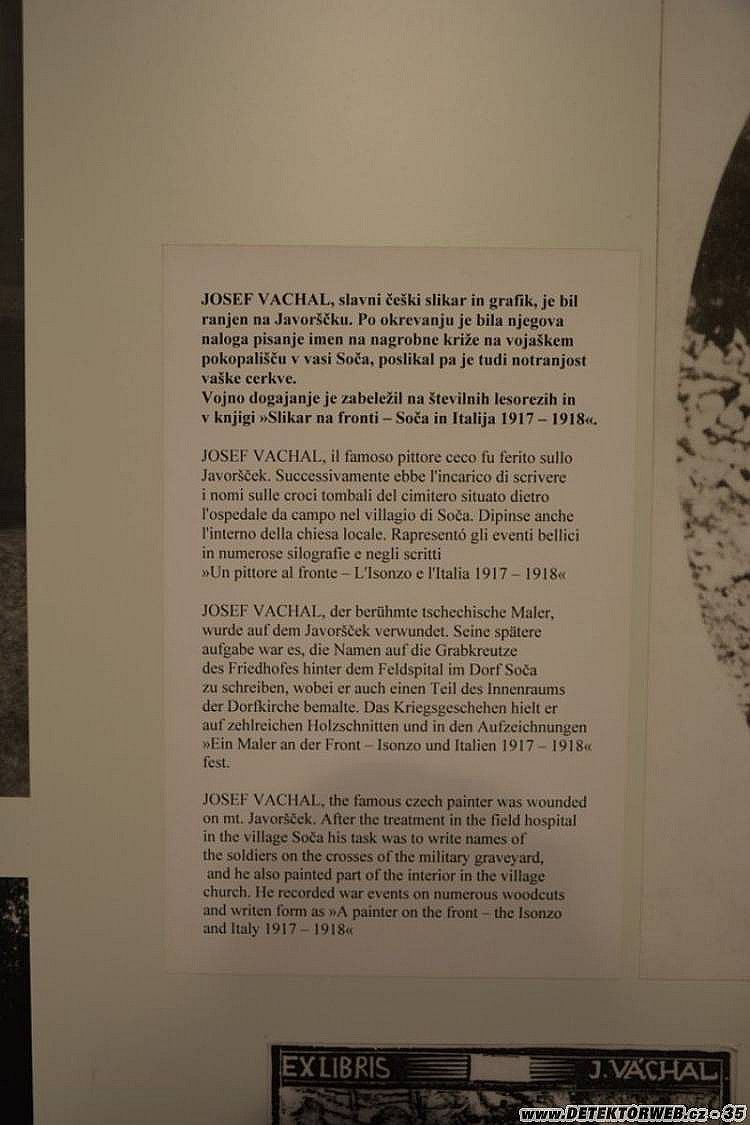 JOSEF VACHAL, slavni češki slikar in grafik, je bil
ranjen na Javorščku. Po okrevanju je bila njegova
naloga pisanje imen na nagrobne križe na vojaškem
pokopališču v vasi Soča, poslikal pa je tudi notranjost
vaške cerkve.
Vojno dogajanje je zabeležil na številnih lesorezih in
v knjigi »Slikar na fronti – Soča in Italija 1917 – 1918«.
JOSEF VACHAL, il famoso pittore ceco fu ferito sullo
Javoršček. Successivamente ebbe l'incarico di scrivere
i nomi sulle croci tombali del cimitero situato dietro
l'ospedale da campo nel villagio di Soča. Dipinse anche
l'interno della chiesa locale. Rapresentó gli eventi bellici
in numerose silografie e negli scritti
»Un pittore al fronte – L'Isonzo e l'Italia 1917 – 1918«
JOSEF VACHAL, der berühmte tschechische Maler,
wurde auf dem Javoršček verwundet. Seine spätere
aufgabe war es, die Namen auf die Grabkreutze
des Friedhofes hinter dem Feldspital im Dorf Soča
zu schreiben, wobei er auch einen Teil des Innenraums
der Dorfkirche bemalte. Das Kriegsgeschehen hielt er
auf zehlreichen Holzschnitten und in den Aufzeichnungen
»Ein Maler an der Front – Isonzo und Italien 1917 – 1918«
fest.
JOSEF VACHAL, the famous czech painter was wounded
on mt. Javoršček. After the treatment in the field hospital
in the village Soča his task was to write names of
the soldiers on the crosses of the military graveyard,
and he also painted part of the interior in the village
church. He recorded war events on numerous woodcuts
and writen form as »A painter on the front – the Isonzo
and Italy 1917 – 1918«
EX LIBRIS J. VÁCHAL
www.DETEKTORWEB.cz - 35